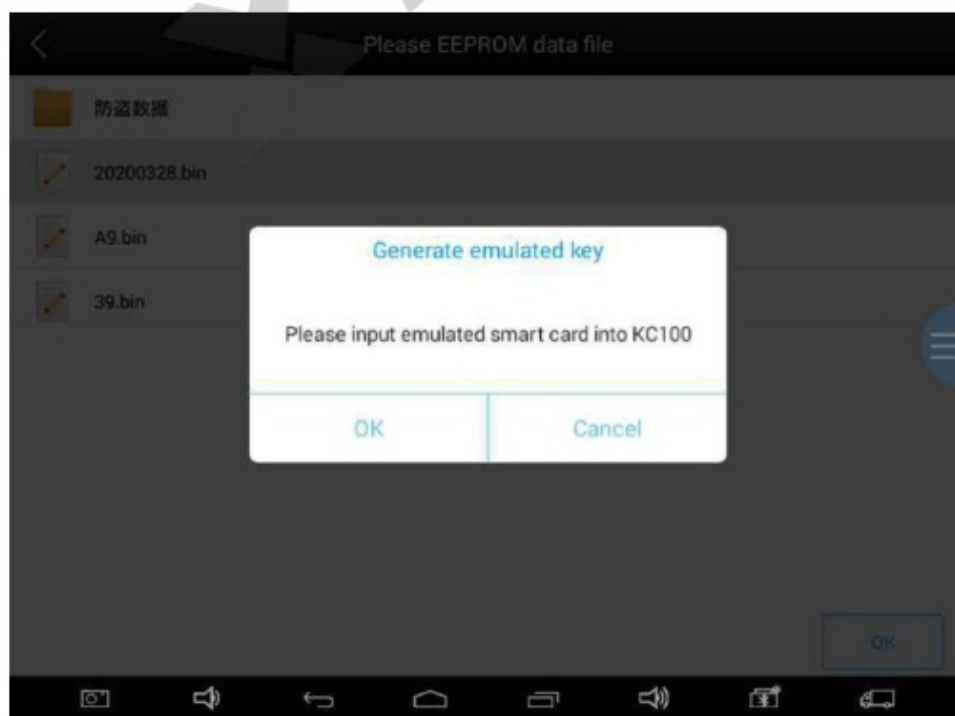 Please EEPROM data file
防盗数据
20200328.bin
A9.bin
39.bin
Generate emulated key
Please input emulated smart card into KC100
OK
Cancel
OK